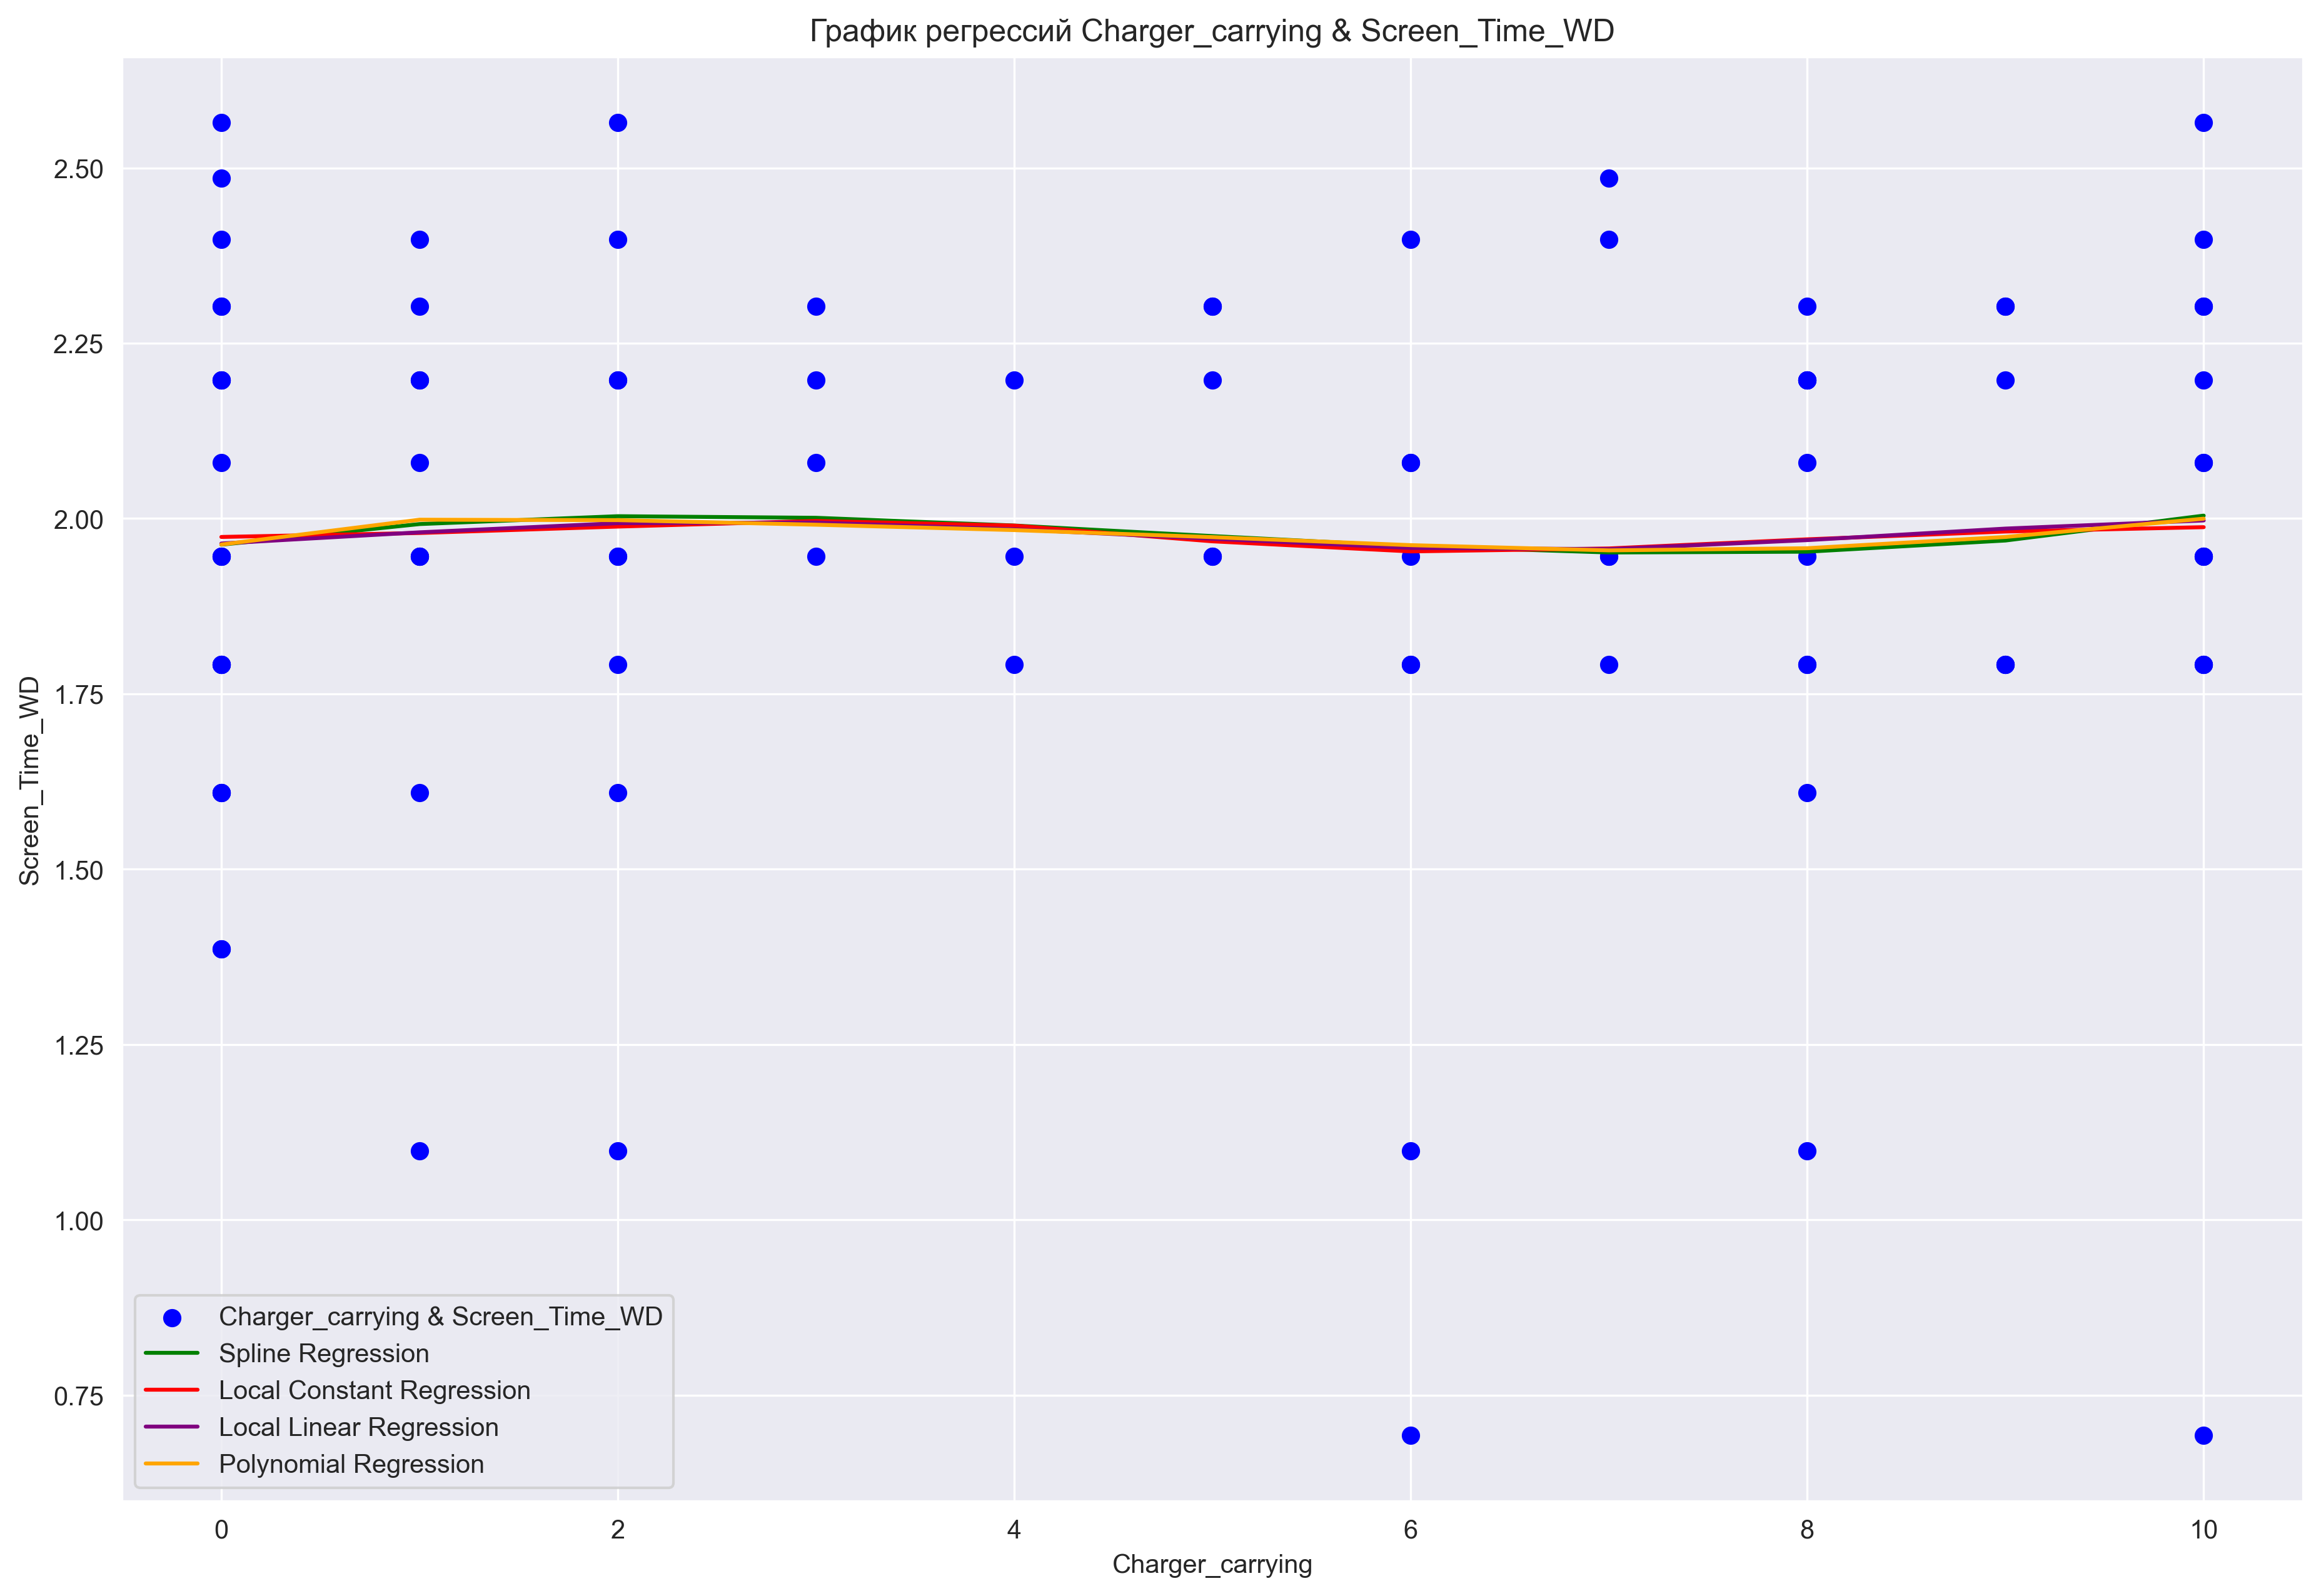 График регрессий Charger_carrying & Screen_Time_WD
Screen_Time_WD
2.50
2.25
2.00
1.75
1.50
1.25
1.00
0.75
Charger_carrying & Screen_Time_WD
Spline Regression
Local Constant Regression
Local Linear Regression
Polynomial Regression
0 2 4 6 8 10
Charger_carrying